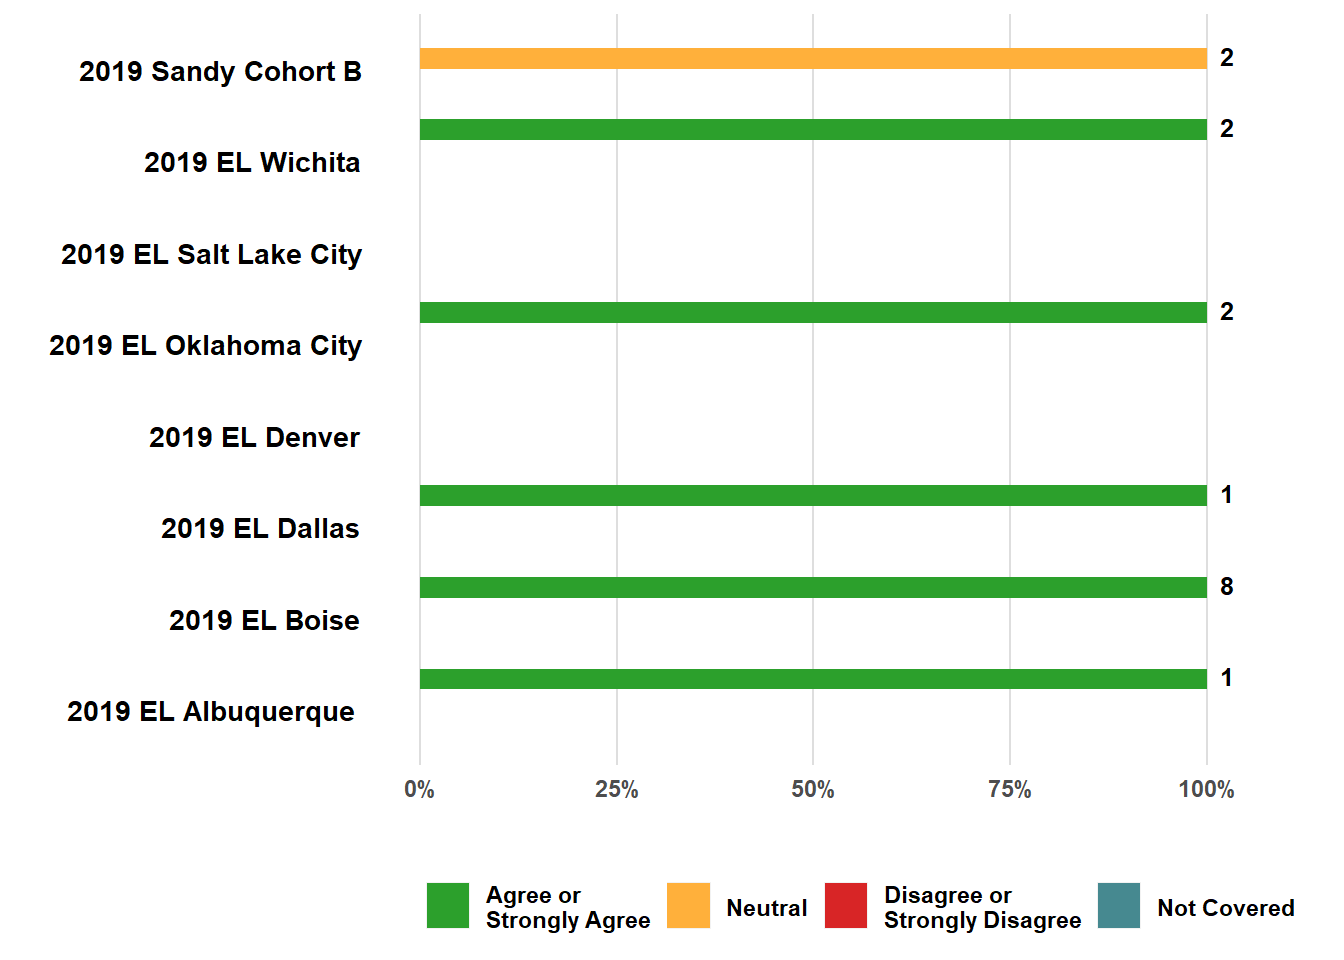 2019 Sandy Cohort B
2
2
2019 EL Wichita
2019 EL Salt Lake City
2
2019 EL Oklahoma City
2019 EL Denver
1
2019 EL Dallas
8
2019 EL Boise
1
2019 EL Albuquerque
0% 25% 50% 75% 100%
Agree or
Strongly Agree
Neutral
Disagree or
Strongly Disagree
Not Covered